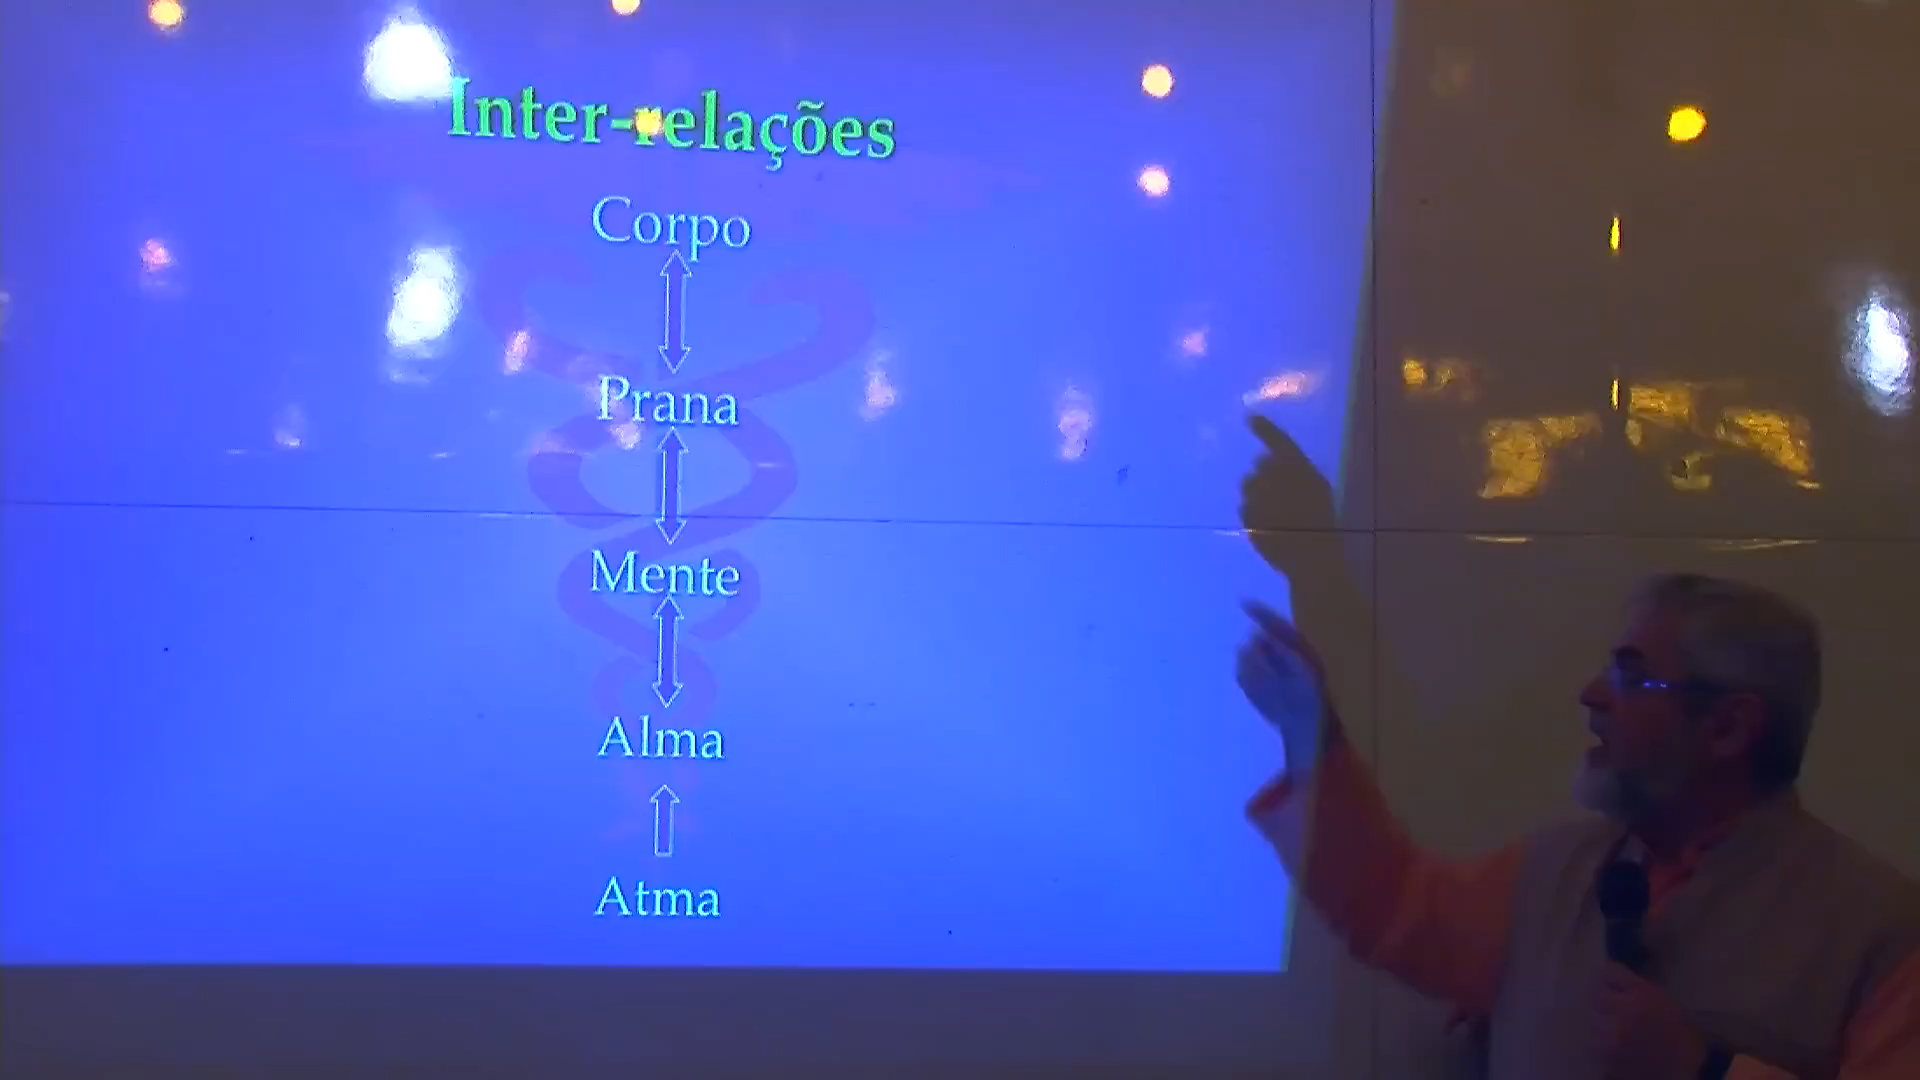 Inter-relações
Corpo
Prana
Mente
Alma
Atma